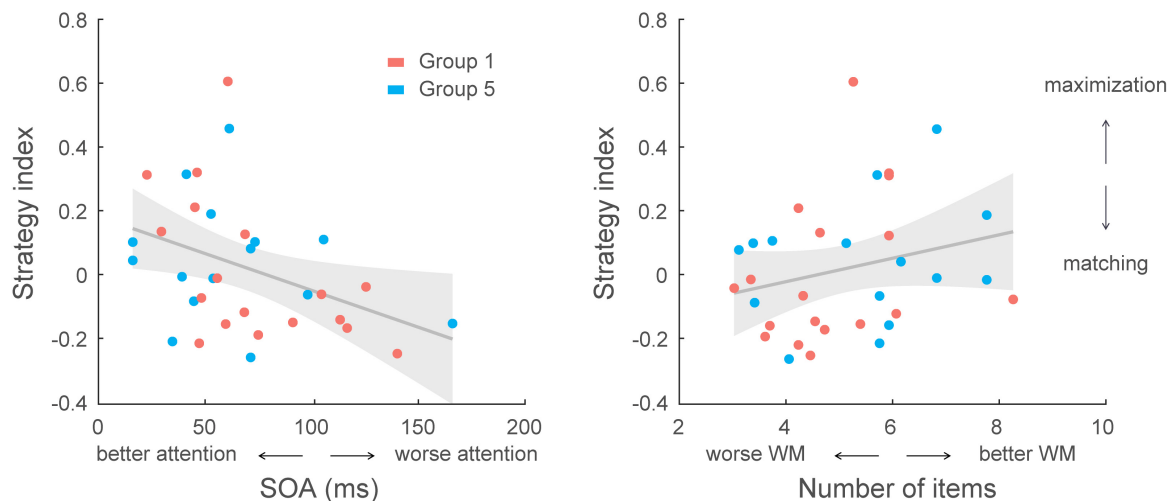 0.8
0.6
0.4
0.2
0
-0.2
-0.4
Strategy index
Group 1
Group 5
0 50 100 150 200
better attention worse attention
SOA (ms)
0.8
0.6
0.4
0.2
0
-0.2
-0.4
Strategy index
maximization
matching
2 4 6 8 10
worse WM better WM
Number of items